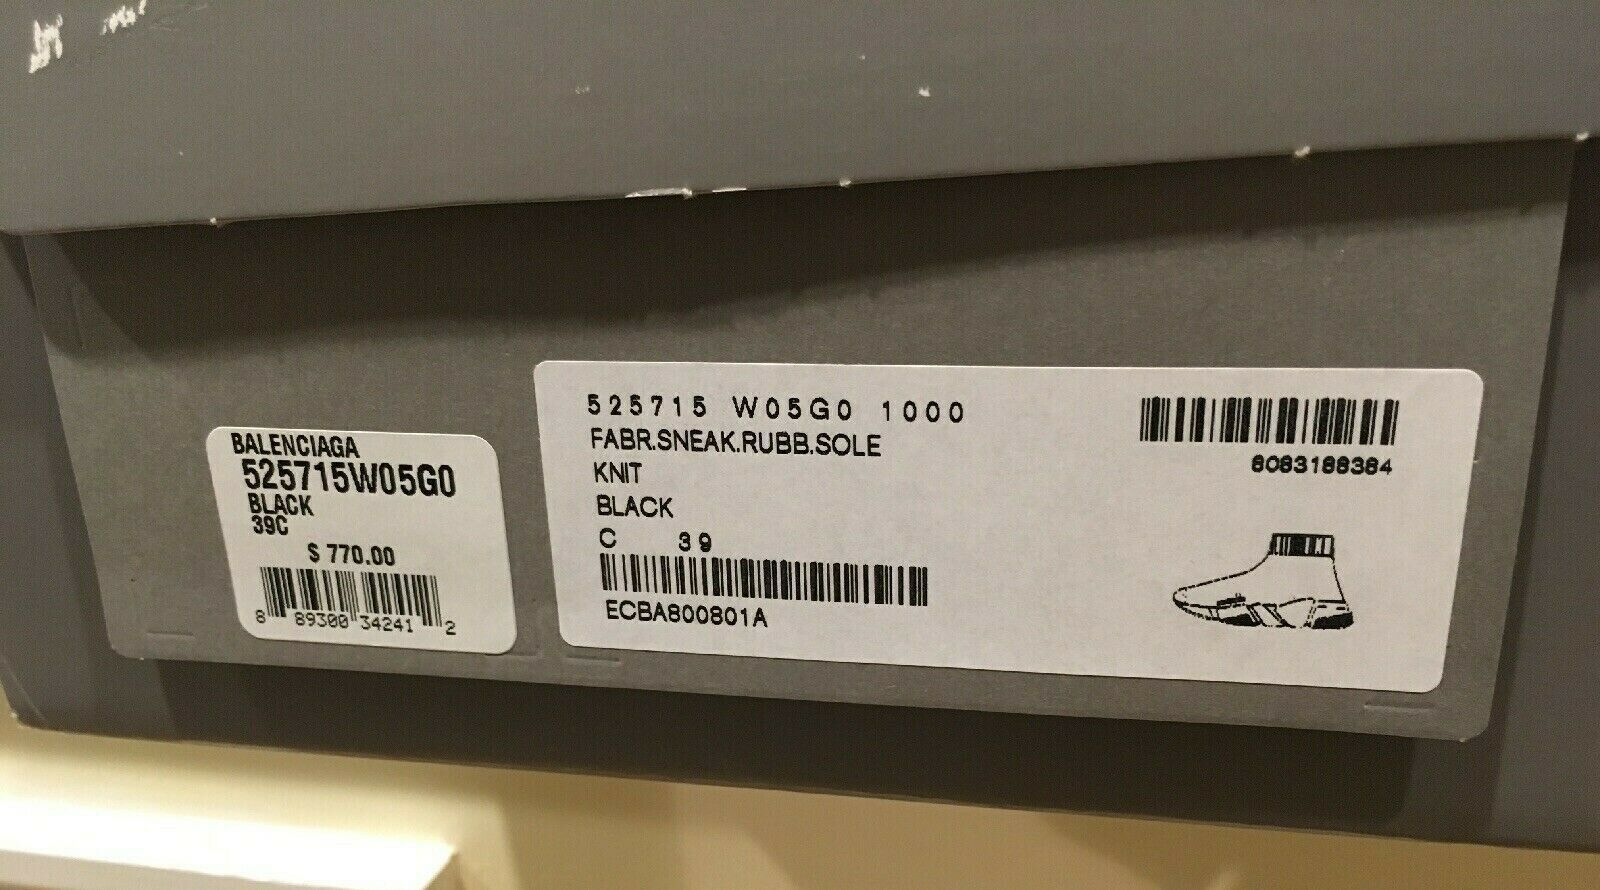 BALENCIAGA
525715W05G0
BLACK
39C
$ 770.00
8 89300 34241 2
525715 W05G0 1000
FABR.SNEAK.RUBB.SOLE
KNIT
BLACK
C 39
ECBA800801A
6083188384